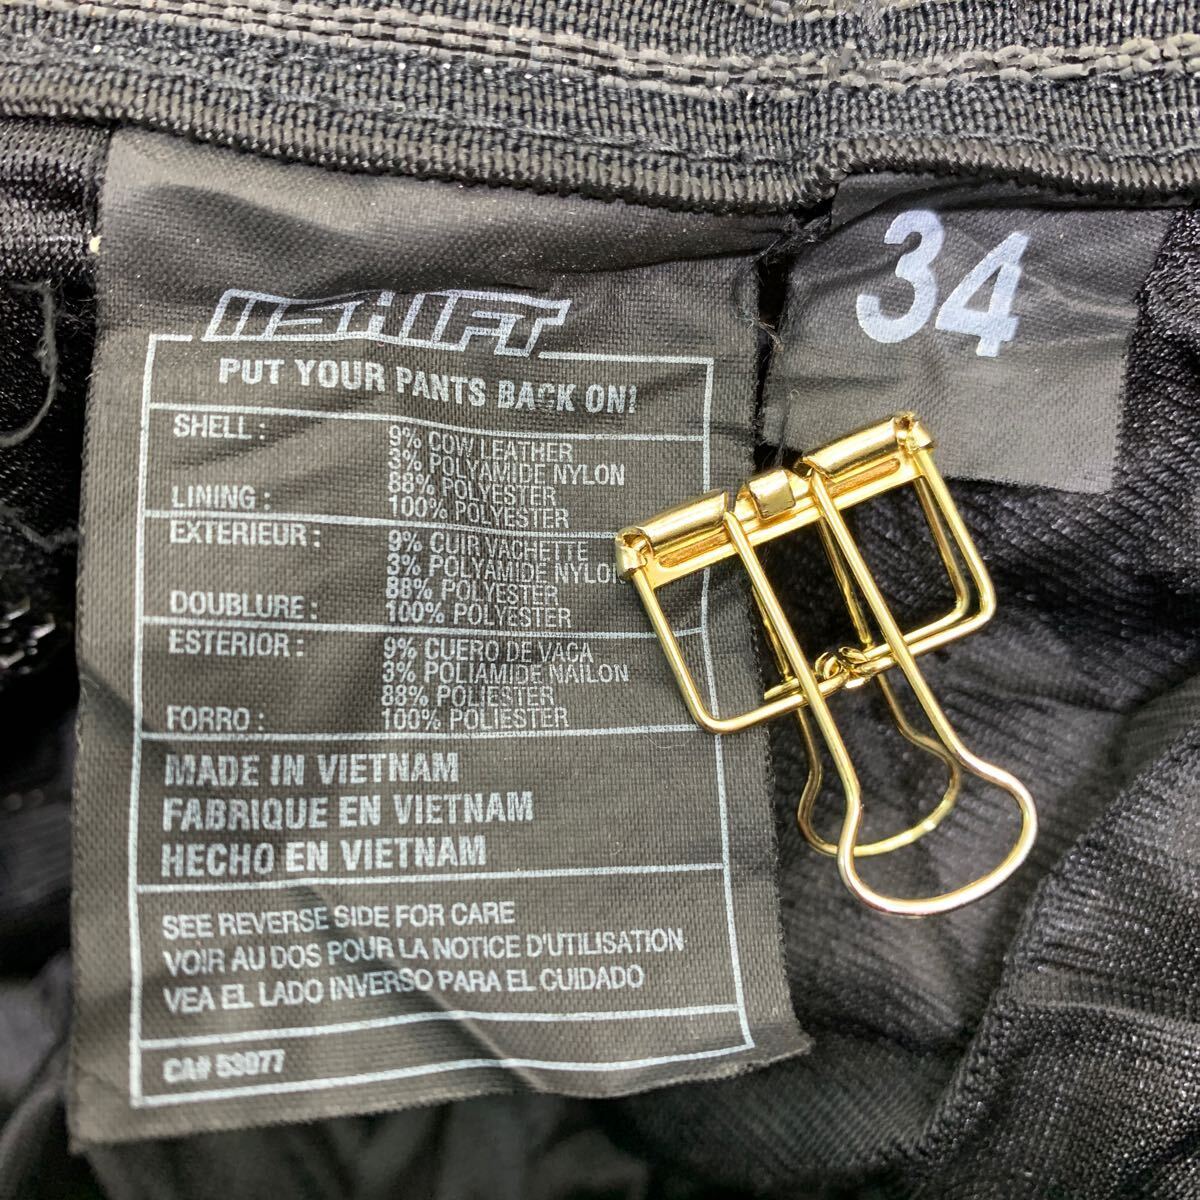 SHIFT
34
PUT YOUR PANTS BACK ON!
SHELL: 9% COW LEATHER
3% POLYAMIDE NYLON
88% POLYESTER
LINING: 100% POLYESTER
EXTERIEUR: 9% CUIR VACHETTE
3% POLYAMIDE NYLON
88% POLYESTER
DOUBLURE: 100% POLYESTER
ESTERIOR: 9% CUERO DE VACA
3% POLIAMIDE NAILON
88% POLIESTER
FORRO: 100% POLIESTER
MADE IN VIETNAM
FABRIQUE EN VIETNAM
HECHO EN VIETNAM
SEE REVERSE SIDE FOR CARE
VOIR AU DOS POUR LA NOTICE D'UTILISATION
VEA EL LADO INVERSO PARA EL CUIDADO
CA# 53077